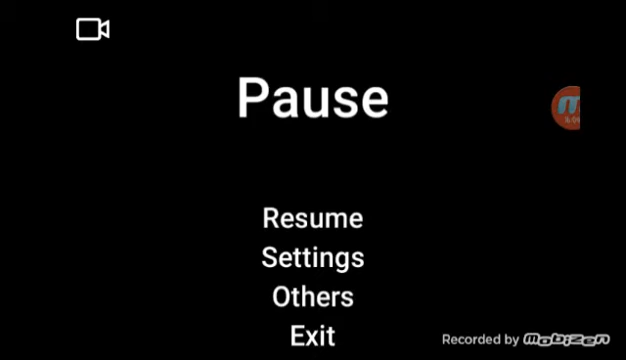 Pause
Resume
Settings
Others
Exit
Recorded by Mobizen